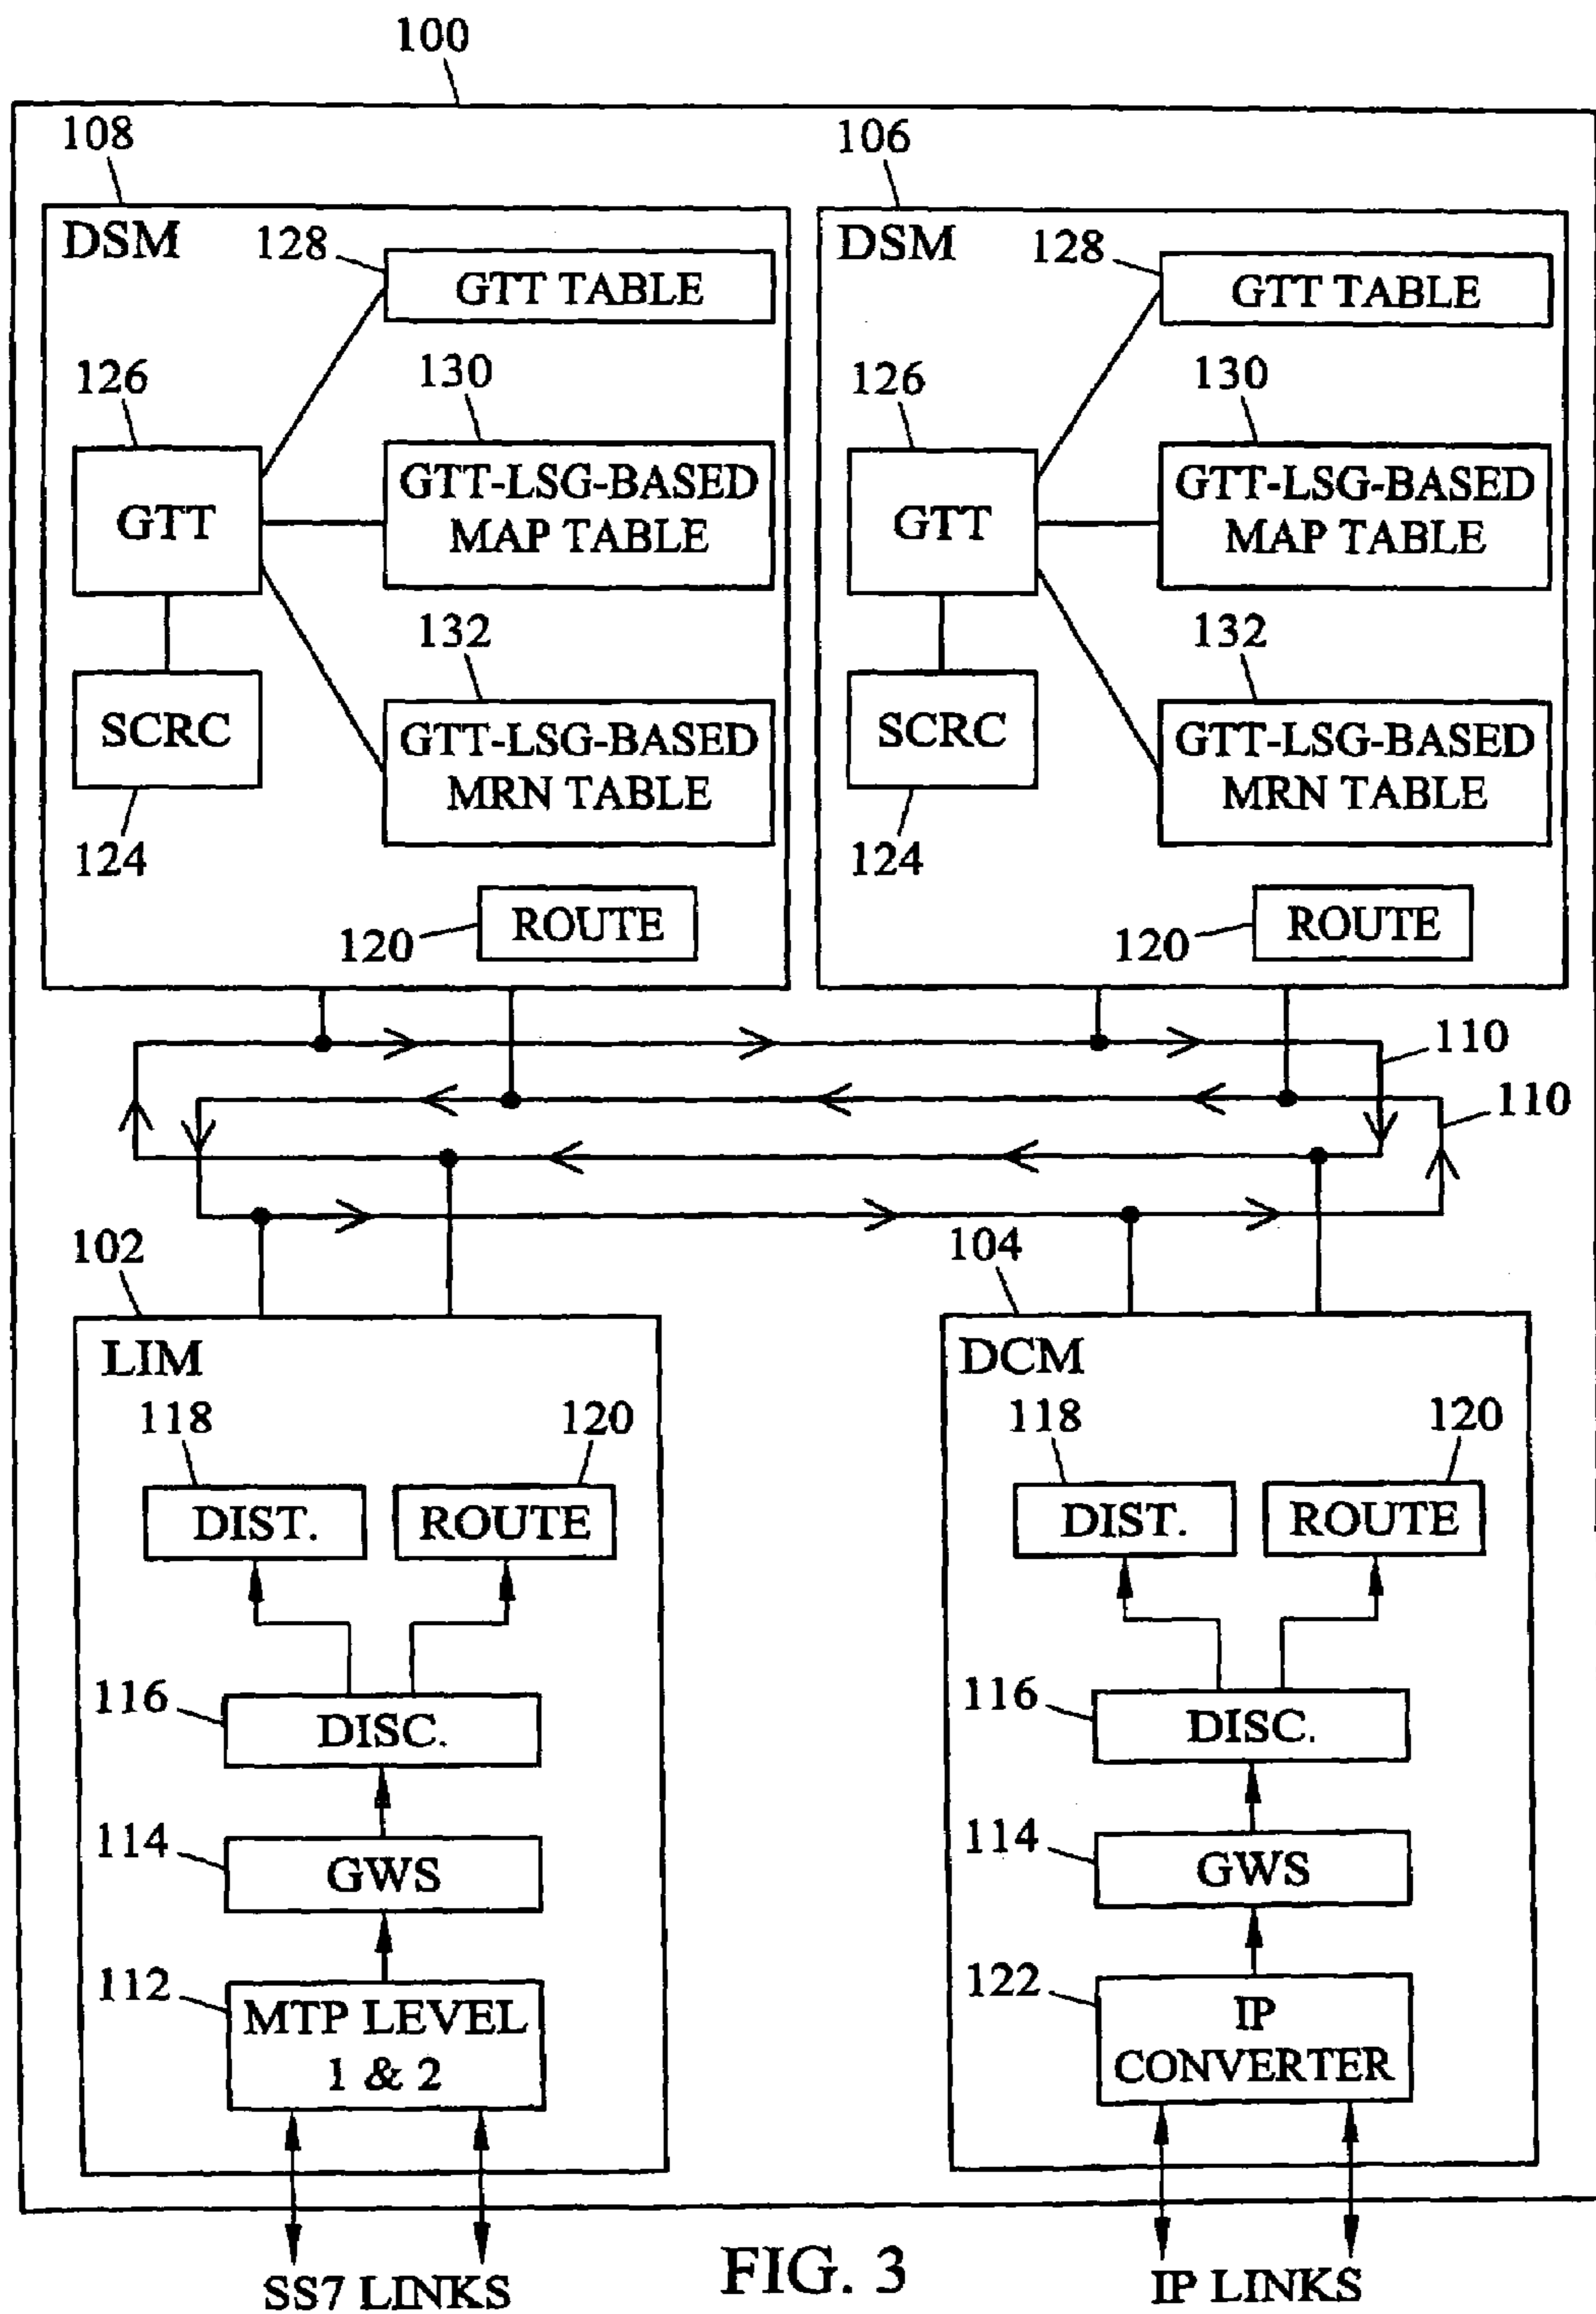 100
108
106
DSM
128
GTT TABLE
DSM
128
GTT TABLE
126
130
126
130
GTT
GTT-LSG-BASED
MAP TABLE
GTT
GTT-LSG-BASED
MAP TABLE
132
132
SCRC
GTT-LSG-BASED
MRN TABLE
SCRC
GTT-LSG-BASED
MRN TABLE
124
124
120
ROUTE
120
ROUTE
110
110
102
104
LIM
DCM
118
120
118
120
DIST.
ROUTE
DIST.
ROUTE
116
DISC.
116
DISC.
114
GWS
114
GWS
112
MTP LEVEL
1 & 2
122
IP
CONVERTER
SS7 LINKS
FIG. 3
IP LINKS